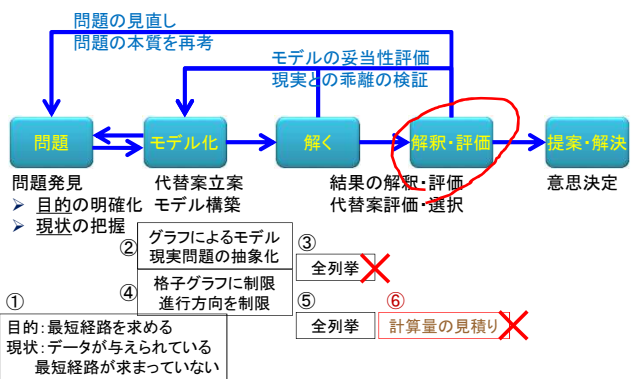 問題の見直し
問題の本質を再考
モデルの妥当性評価
現実との乖離の検証
問題
モデル化
解く
解釈・評価
提案・解決
問題発見
➢ 目的の明確化
➢ 現状の把握
代替案立案
モデル構築
結果の解釈・評価
代替案評価・選択
意思決定
②
グラフによるモデル
現実問題の抽象化
③
全列挙
④
格子グラフに制限
進行方向を制限
⑤
全列挙
⑥
計算量の見積り
①
目的:最短経路を求める
現状:データが与えられている
最短経路が求まっていない